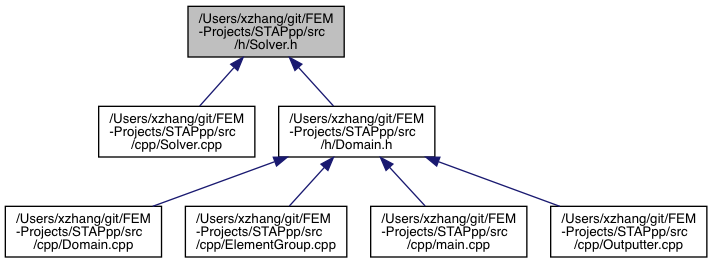 /Users/xzhang/git/FEM
-Projects/STAPpp/src
/h/Solver.h
/Users/xzhang/git/FEM
-Projects/STAPpp/src
/cpp/Solver.cpp
/Users/xzhang/git/FEM
-Projects/STAPpp/src
/h/Domain.h
/Users/xzhang/git/FEM
-Projects/STAPpp/src
/cpp/Domain.cpp
/Users/xzhang/git/FEM
-Projects/STAPpp/src
/cpp/ElementGroup.cpp
/Users/xzhang/git/FEM
-Projects/STAPpp/src
/cpp/main.cpp
/Users/xzhang/git/FEM
-Projects/STAPpp/src
/cpp/Outputter.cpp